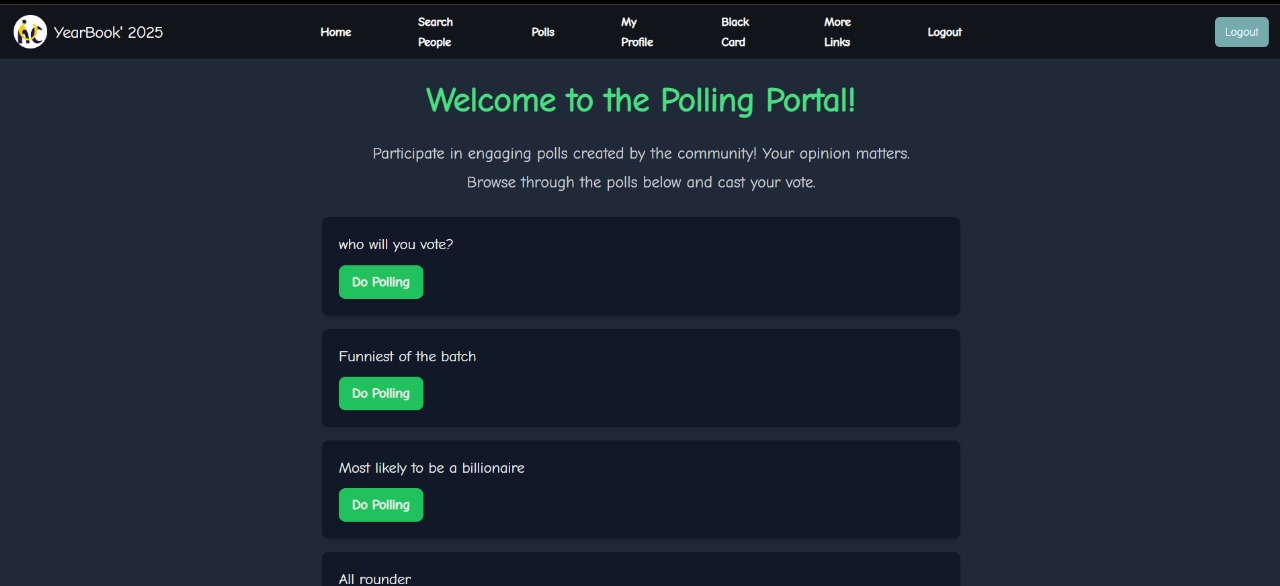 YearBook' 2025
Home
Search
People
Polls
My
Profile
Black
Card
More
Links
Logout
Logout
Welcome to the Polling Portal!
Participate in engaging polls created by the community! Your opinion matters.
Browse through the polls below and cast your vote.
who will you vote?
Do Polling
Funniest of the batch
Do Polling
Most likely to be a billionaire
Do Polling
All rounder